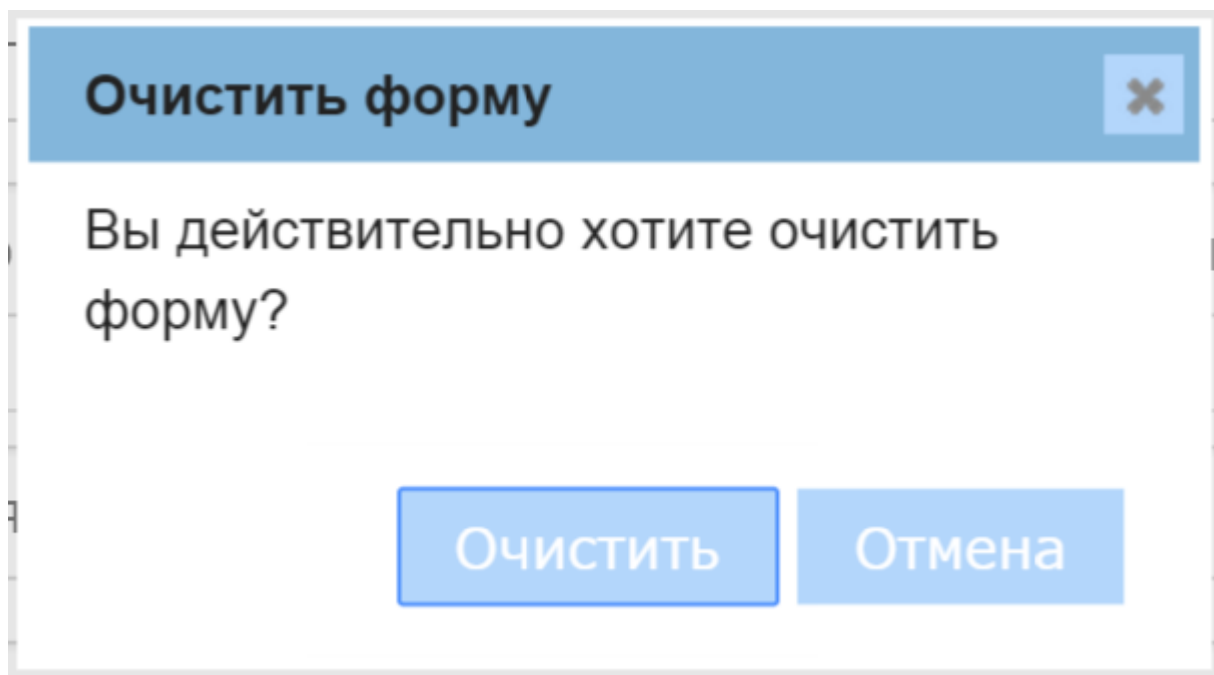 Очистить форму
Вы действительно хотите очистить
форму?
Очистить Отмена